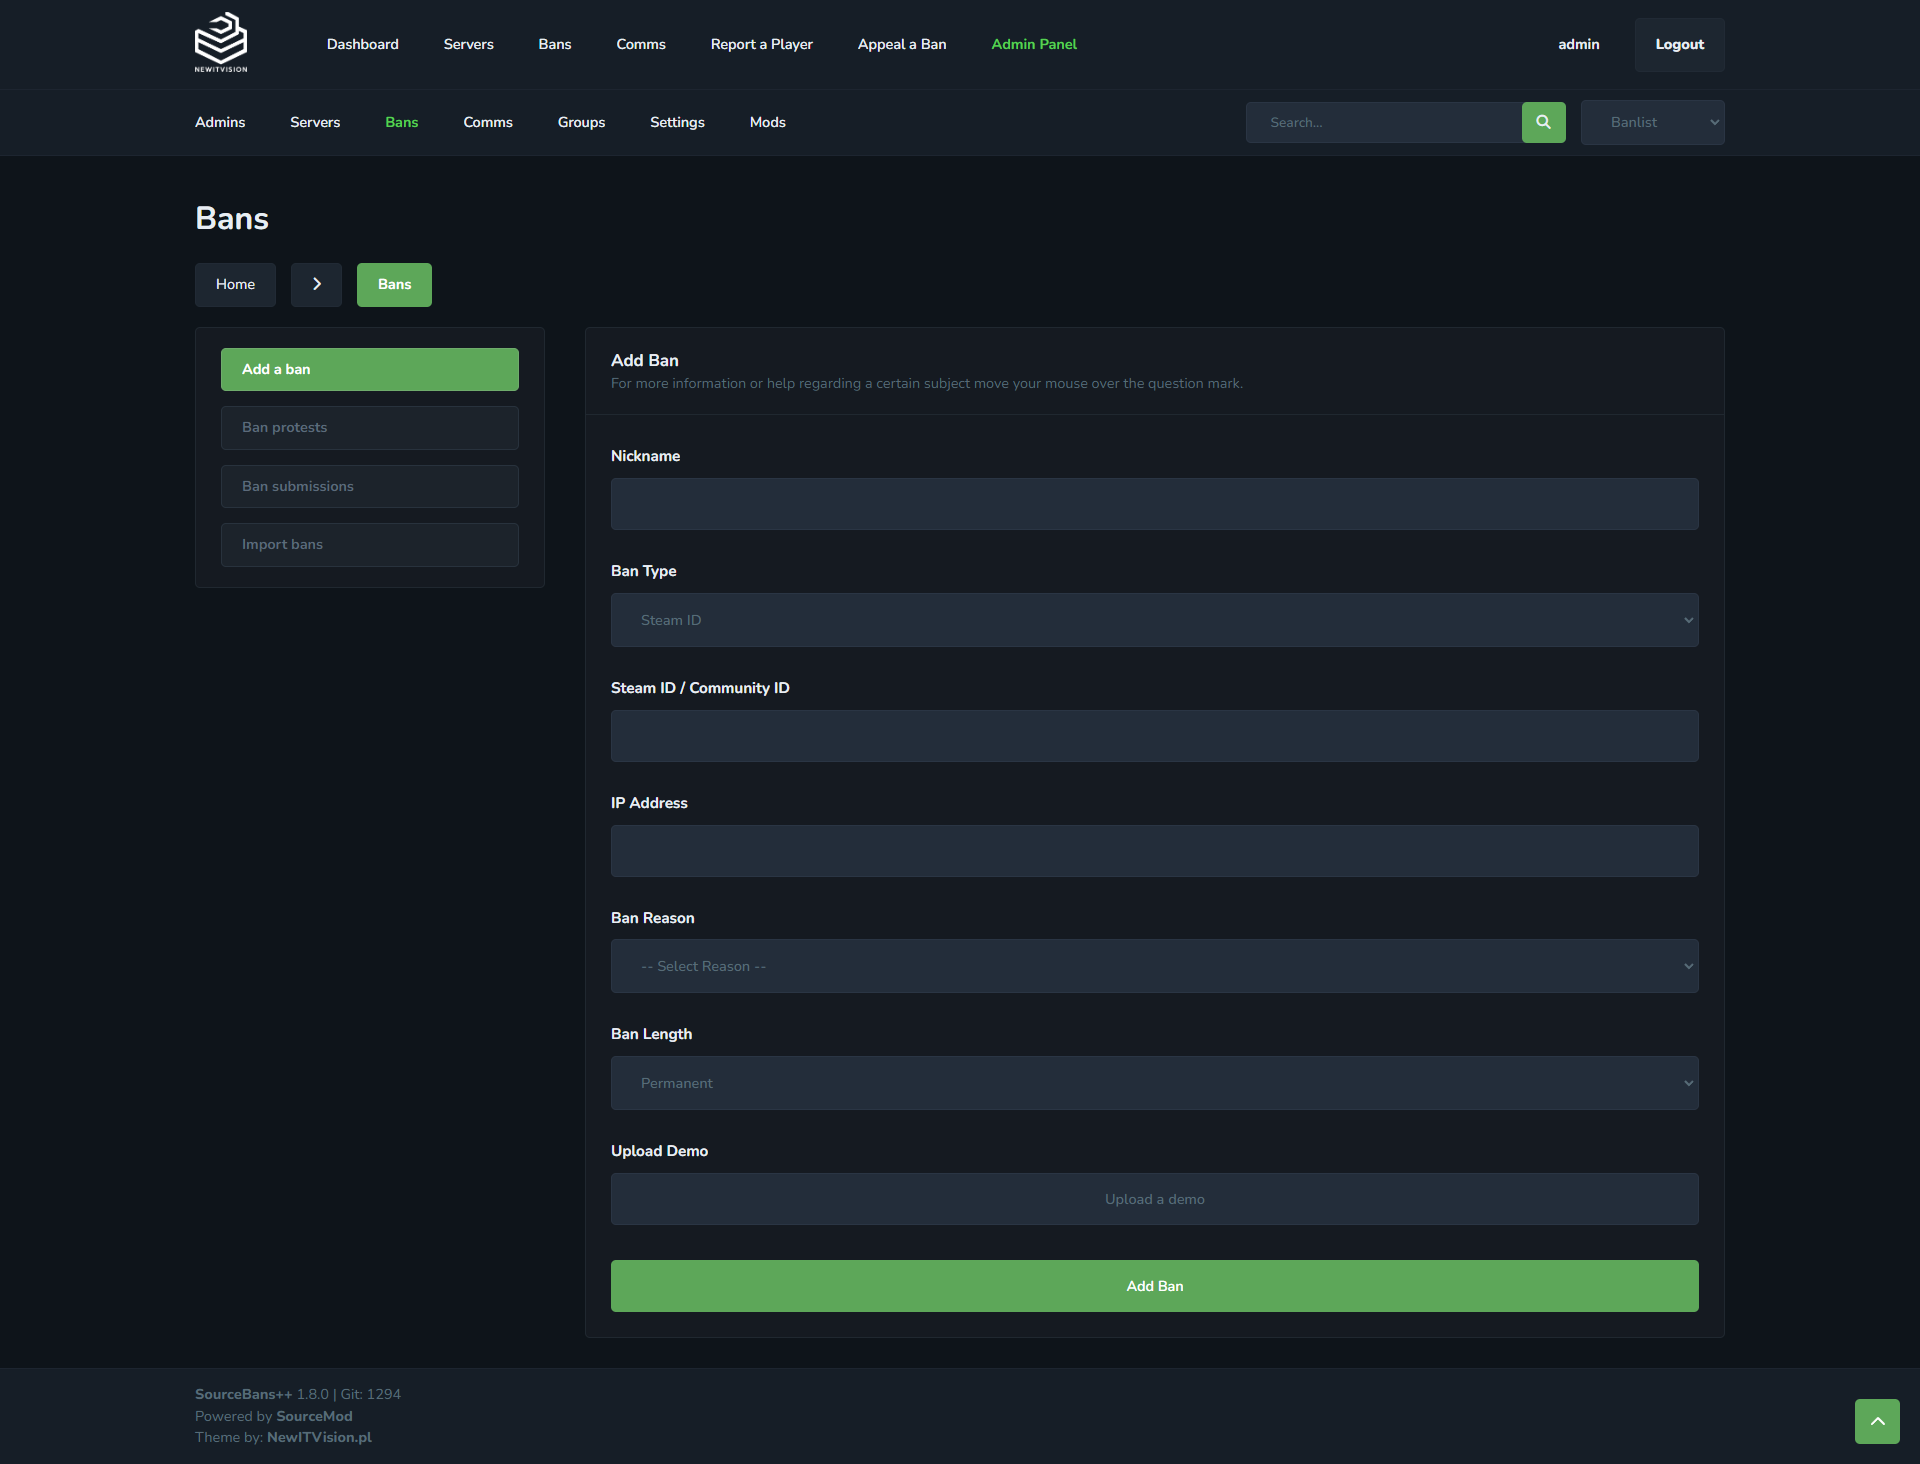 NEWITVISION
Dashboard Servers Bans Comms Report a Player Appeal a Ban Admin Panel admin Logout
Admins Servers Bans Comms Groups Settings Mods Search... Banlist
Bans
Home Bans
Add a ban
Ban protests
Ban submissions
Import bans
Add Ban
For more information or help regarding a certain subject move your mouse over the question mark.
Nickname
Ban Type
Steam ID
Steam ID / Community ID
IP Address
Ban Reason
-- Select Reason --
Ban Length
Permanent
Upload Demo
Upload a demo
Add Ban
SourceBans++ 1.8.0 | Git: 1294
Powered by SourceMod
Theme by: NewITVision.pl